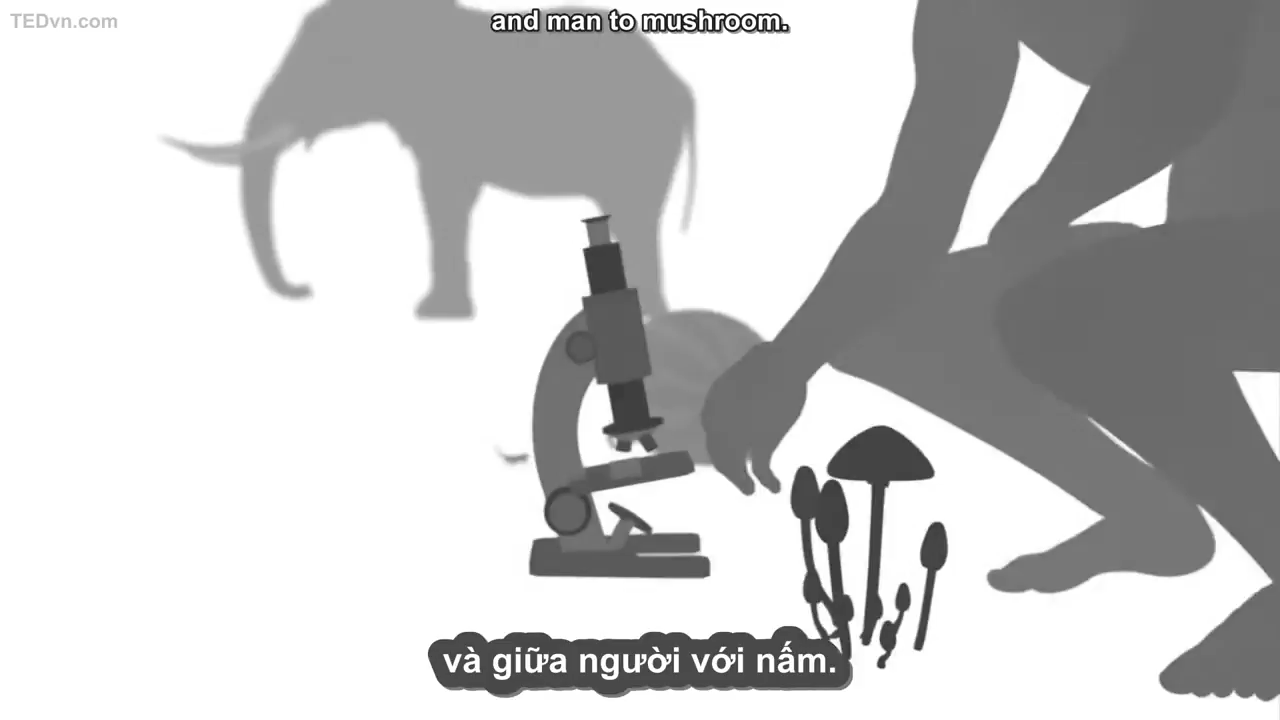 TEDvn.com
and man to mushroom.
và giữa người với nấm.